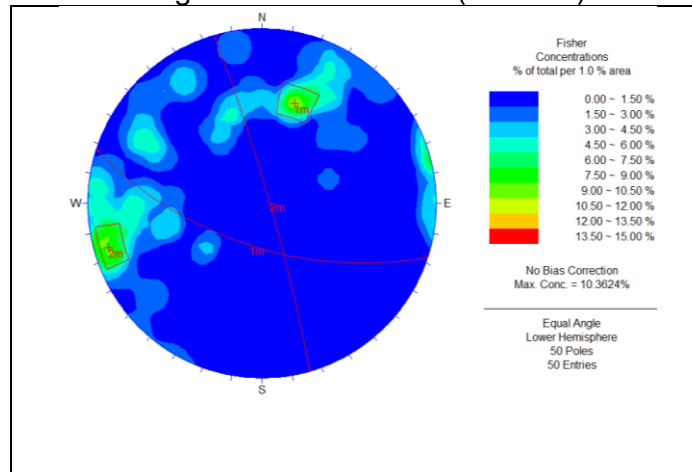 N
W
E
S
1m
2m
1m
2m
Fisher
Concentrations
% of total per 1.0 % area
0.00 ~ 1.50 %
1.50 ~ 3.00 %
3.00 ~ 4.50 %
4.50 ~ 6.00 %
6.00 ~ 7.50 %
7.50 ~ 9.00 %
9.00 ~ 10.50 %
10.50 ~ 12.00 %
12.00 ~ 13.50 %
13.50 ~ 15.00 %
No Bias Correction
Max. Conc. = 10.3624%
Equal Angle
Lower Hemisphere
50 Poles
50 Entries